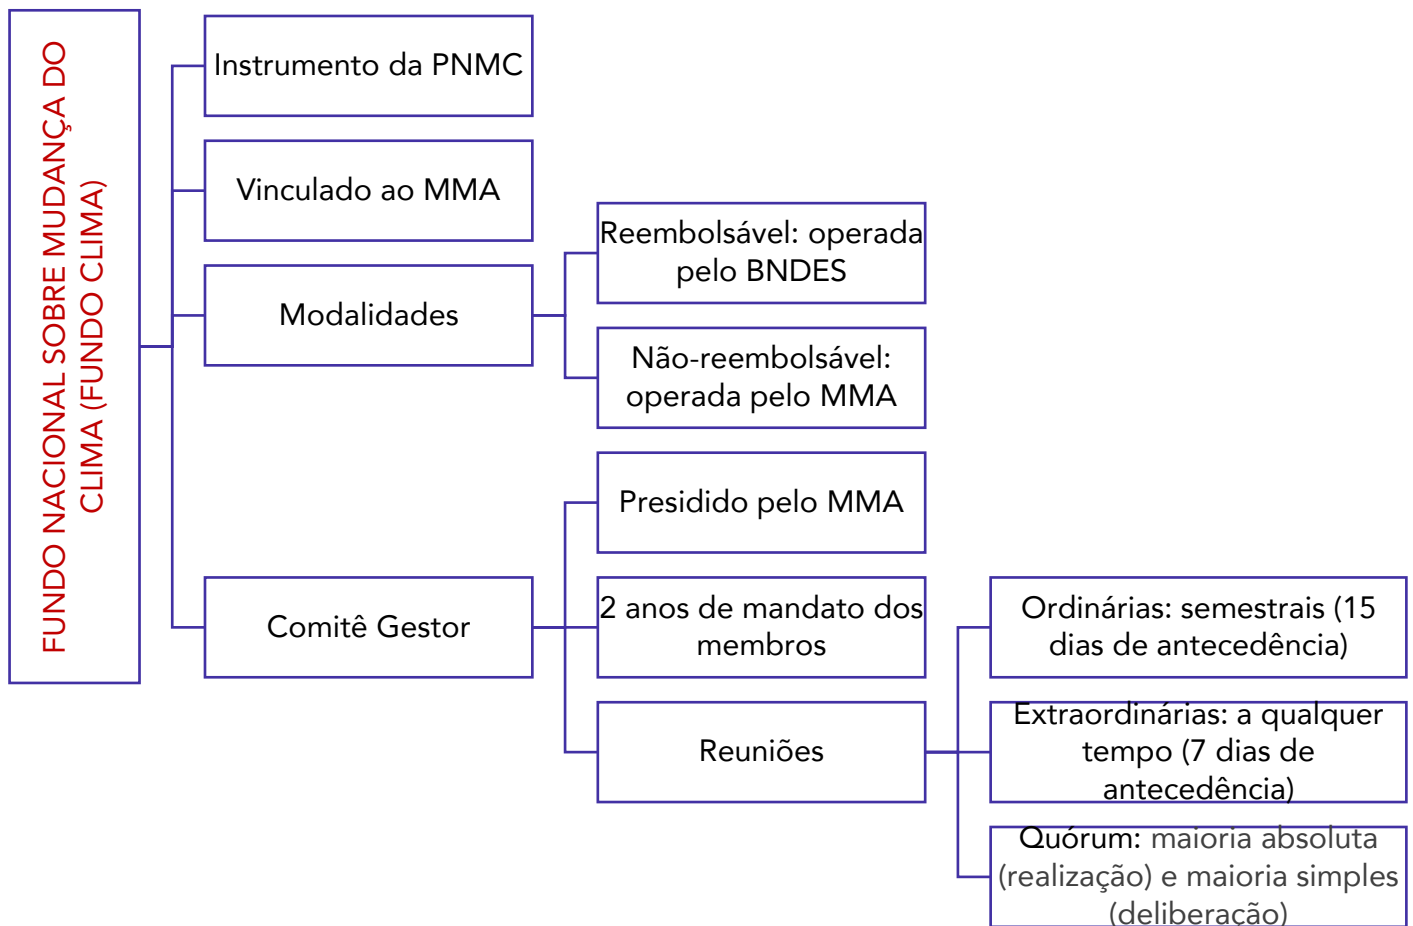 FUNDO NACIONAL SOBRE MUDANÇA DO
CLIMA (FUNDO CLIMA)
Instrumento da PNMC
Vinculado ao MMA
Modalidades
Reembolsável: operada
pelo BNDES
Não-reembolsável:
operada pelo MMA
Comitê Gestor
Presidido pelo MMA
2 anos de mandato dos
membros
Reuniões
Ordinárias: semestrais (15
dias de antecedência)
Extraordinárias: a qualquer
tempo (7 dias de
antecedência)
Quórum: maioria absoluta
(realização) e maioria simples
(deliberação)